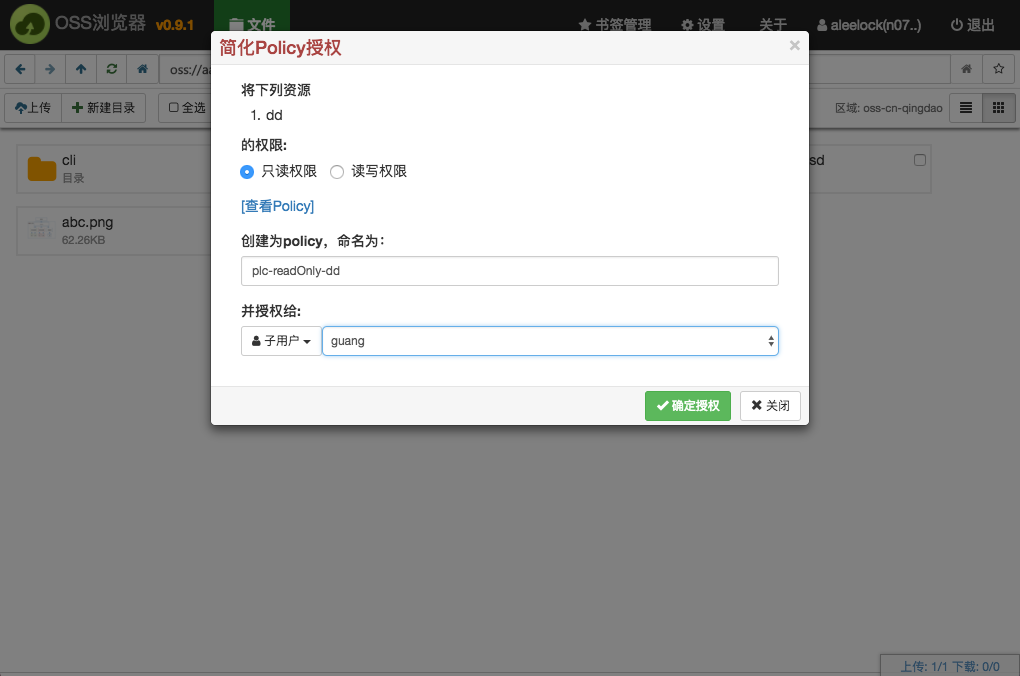 OSS浏览器 v0.9.1 文件 书签管理 设置 关于 aleelock(n07..) 退出
简化Policy授权 ×
oss://a
上传 新建目录 全选 区域: oss-cn-qingdao
将下列资源
1. dd
的权限:
只读权限 读写权限
[查看Policy]
创建为policy，命名为：
plc-readOnly-dd
并授权给:
子用户 guang
确定授权 关闭
cli
目录
sd
abc.png
62.26KB
上传: 1/1 下载: 0/0